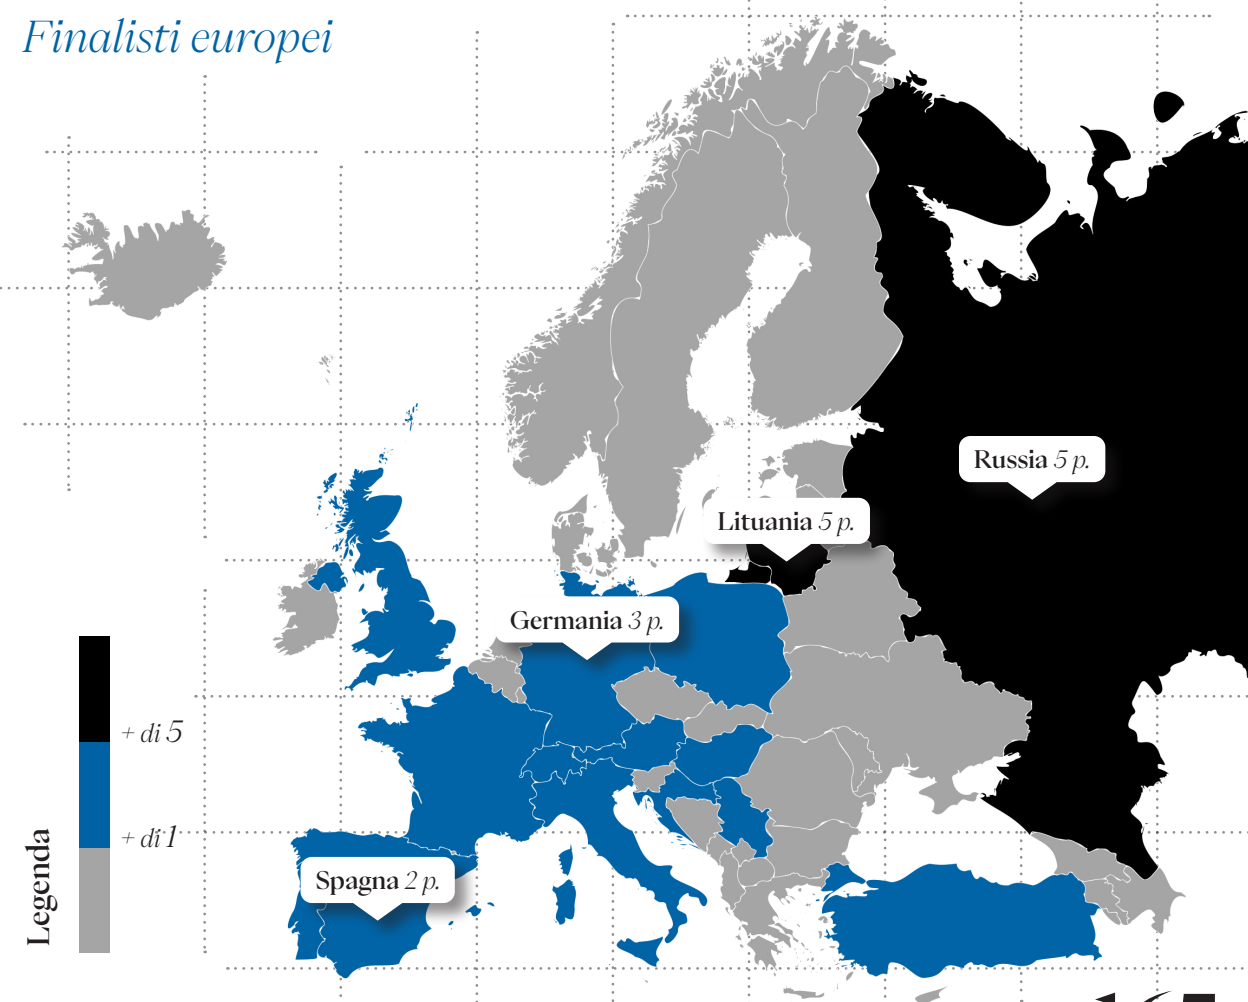 Finalisti europei
Russia 5 p.
Lituania 5 p.
Germania 3 p.
+ di 5
+ di 1
Spagna 2 p.
Legenda